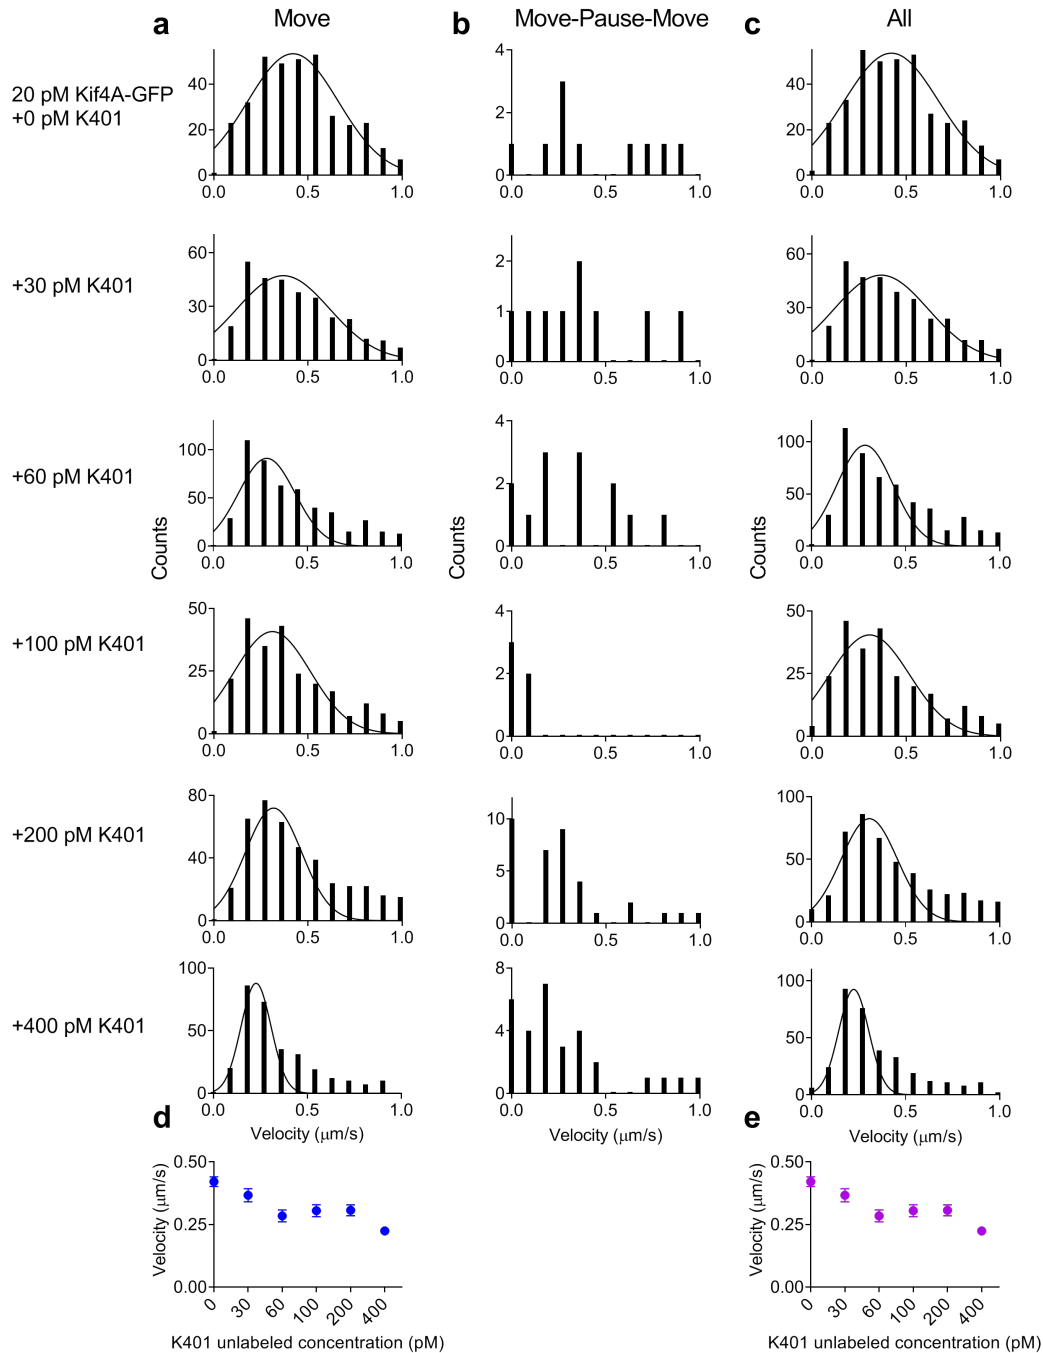 a Move b Move-Pause-Move c All
20 pM Kif4A-GFP
+0 pM K401
40
20
0
0.0 0.5 1.0
4
2
0
0.0 0.5 1.0
40
20
0
0.0 0.5 1.0
+30 pM K401
60
30
0
0.0 0.5 1.0
2
1
0
0.0 0.5 1.0
60
30
0
0.0 0.5 1.0
+60 pM K401
Counts
100
50
0
0.0 0.5 1.0
Counts
4
2
0
0.0 0.5 1.0
Counts
100
50
0
0.0 0.5 1.0
+100 pM K401
50
25
0
0.0 0.5 1.0
4
2
0
0.0 0.5 1.0
50
25
0
0.0 0.5 1.0
+200 pM K401
80
40
0
0.0 0.5 1.0
10
5
0
0.0 0.5 1.0
100
50
0
0.0 0.5 1.0
+400 pM K401
100
50
0
0.0 0.5 1.0
Velocity (μm/s)
8
4
0
0.0 0.5 1.0
Velocity (μm/s)
100
50
0
0.0 0.5 1.0
Velocity (μm/s)
d
Velocity (μm/s)
0.50
0.25
0.00
0 30 60 100 200 400
K401 unlabeled concentration (pM)
e
Velocity (μm/s)
0.50
0.25
0.00
0 30 60 100 200 400
K401 unlabeled concentration (pM)